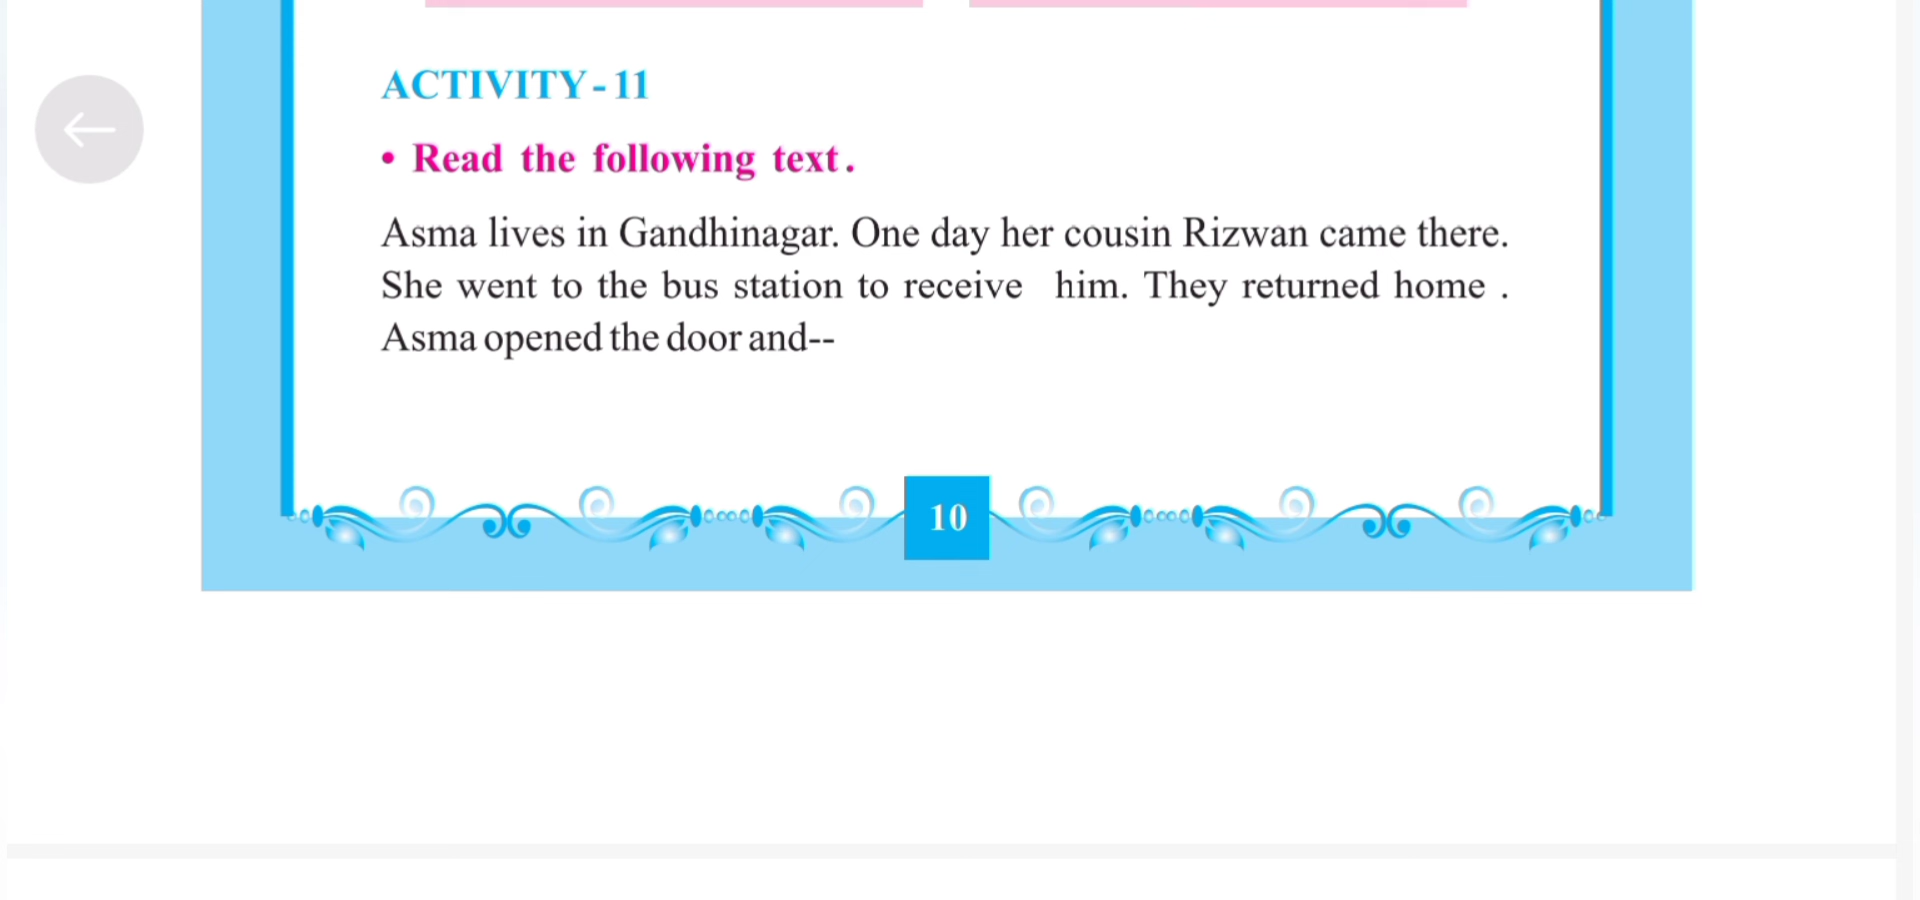 ACTIVITY-11
• Read the following text.
Asma lives in Gandhinagar. One day her cousin Rizwan came there.
She went to the bus station to receive him. They returned home .
Asma opened the door and--
10